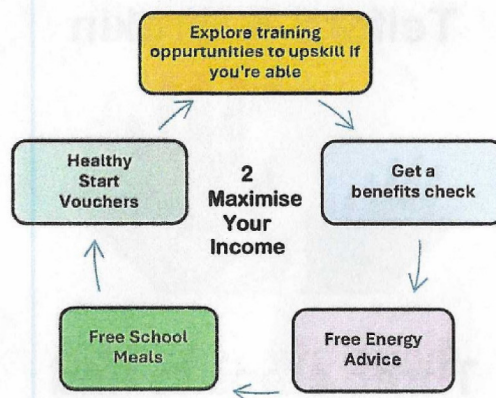 Explore training
oppurtunities to upskill if
you're able
Healthy
Start
Vouchers
2
Maximise
Your
Income
Get a
benefits check
Free School
Meals
Free Energy
Advice